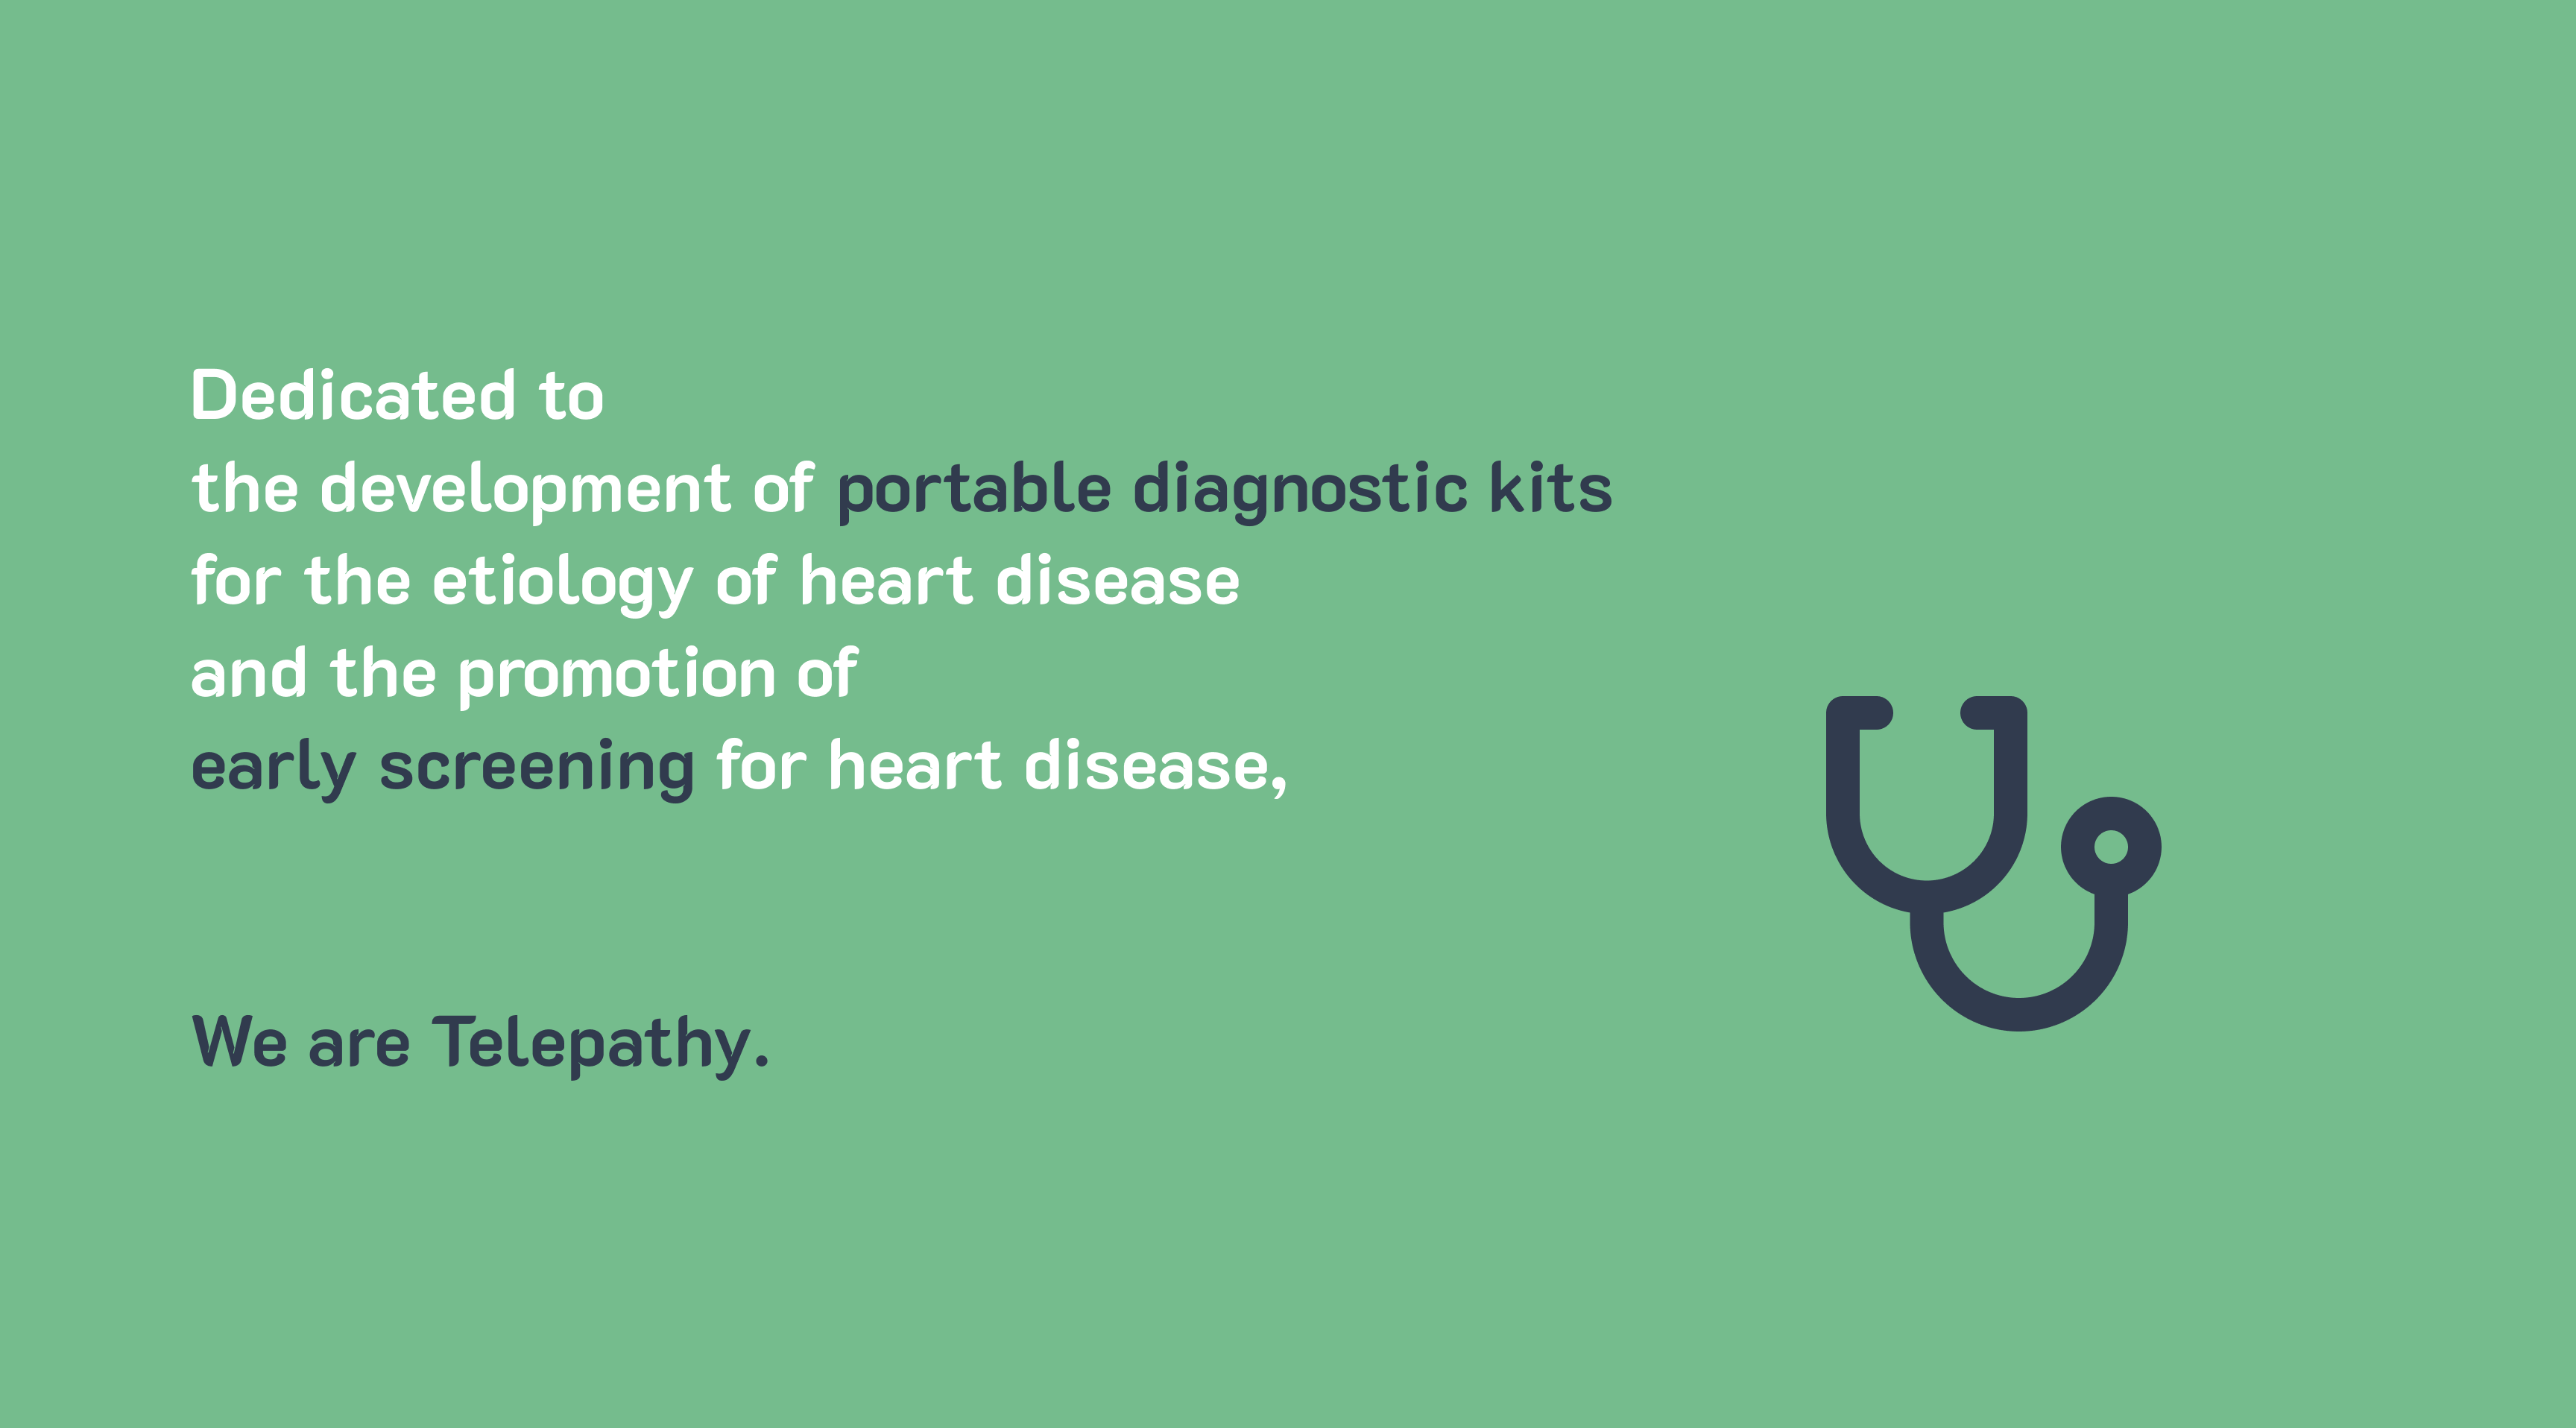 Dedicated to
the development of portable diagnostic kits
for the etiology of heart disease
and the promotion of
early screening for heart disease,
We are Telepathy.